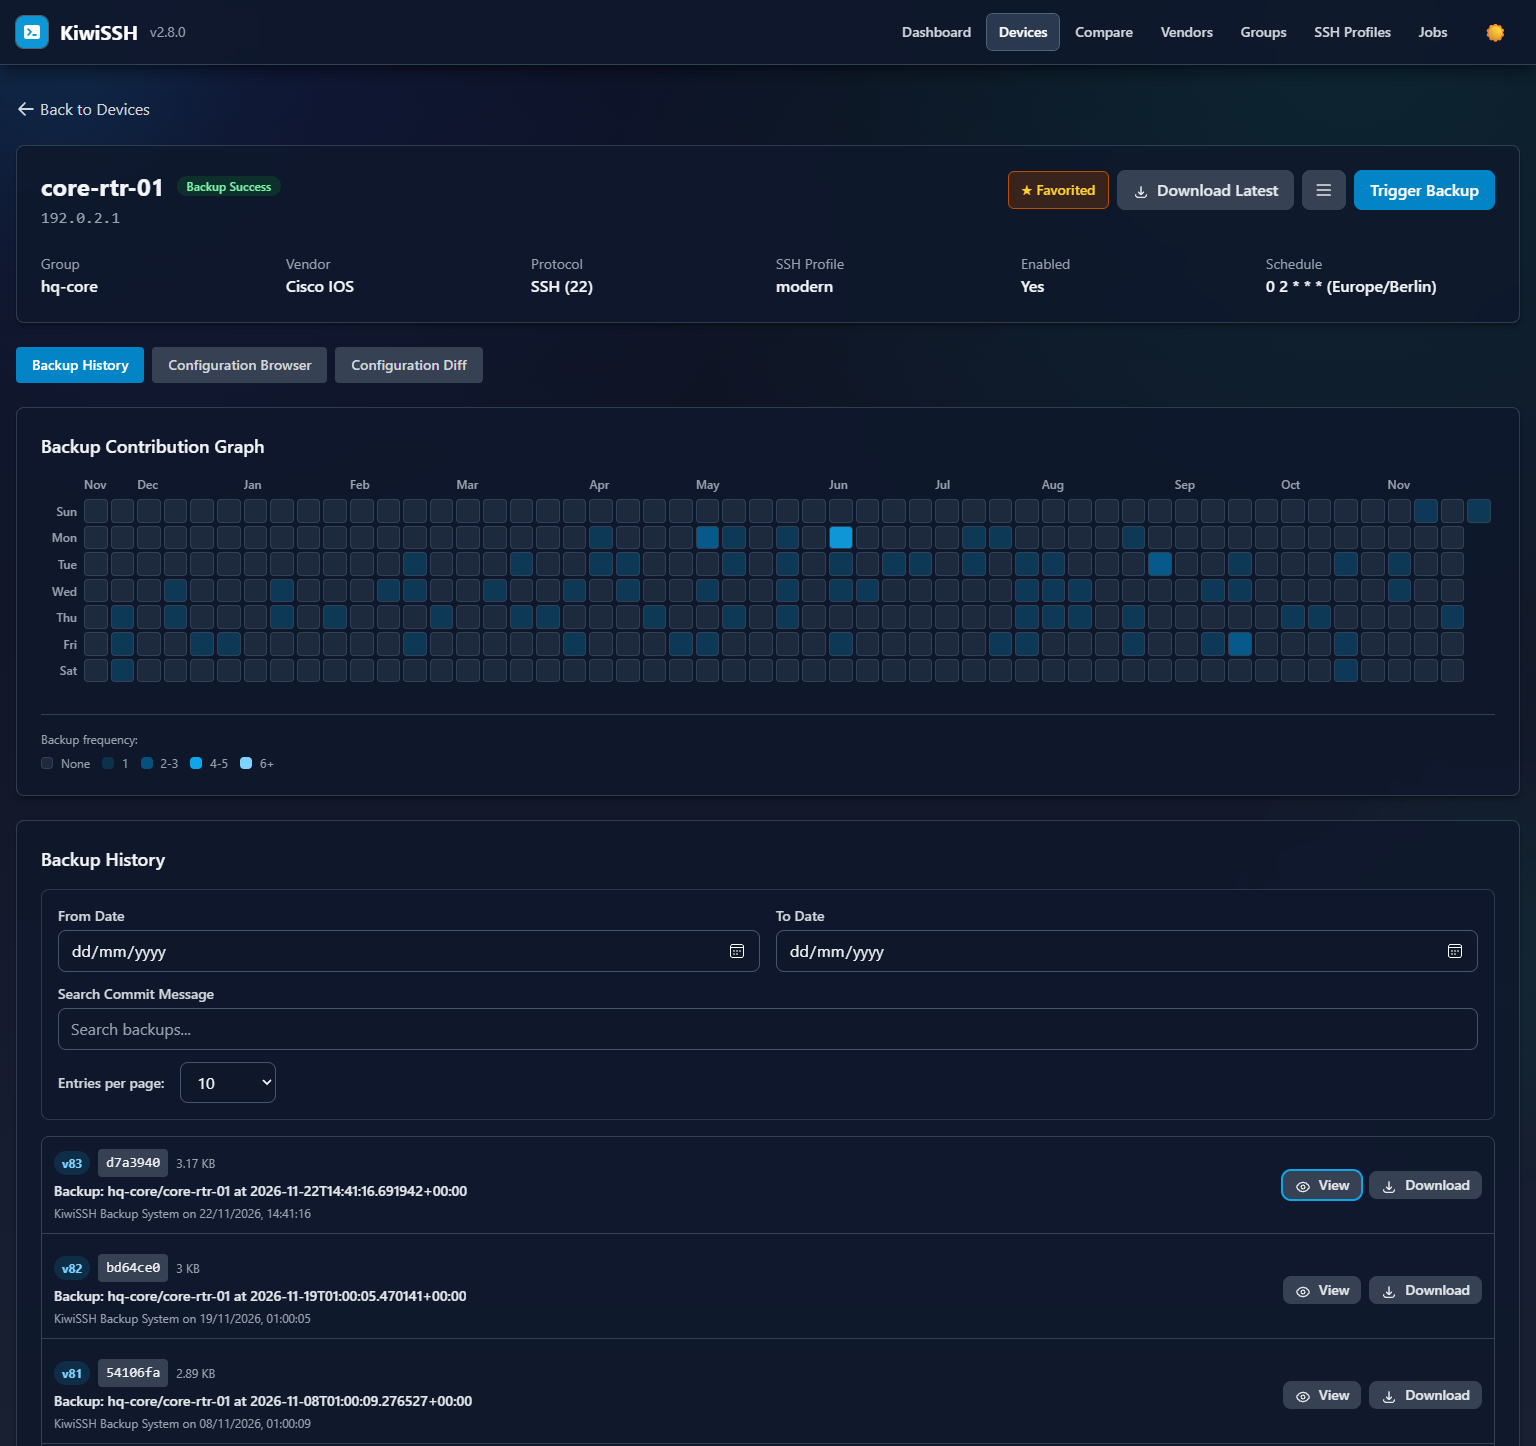 KiwiSSH v2.8.0 Dashboard Devices Compare Vendors Groups SSH Profiles Jobs
Back to Devices
core-rtr-01 Backup Success
192.0.2.1
★ Favorited Download Latest Trigger Backup
Group Vendor Protocol SSH Profile Enabled Schedule
hq-core Cisco IOS SSH (22) modern Yes 0 2 * * * (Europe/Berlin)
Backup History Configuration Browser Configuration Diff
Backup Contribution Graph
Nov Dec Jan Feb Mar Apr May Jun Jul Aug Sep Oct Nov
Sun
Mon
Tue
Wed
Thu
Fri
Sat
Backup frequency:
None 1 2-3 4-5 6+
Backup History
From Date To Date
dd/mm/yyyy dd/mm/yyyy
Search Commit Message
Search backups...
Entries per page: 10
v83 d7a3940 3.17 KB
Backup: hq-core/core-rtr-01 at 2026-11-22T14:41:16.691942+00:00
KiwiSSH Backup System on 22/11/2026, 14:41:16
View Download
v82 bd64ce0 3 KB
Backup: hq-core/core-rtr-01 at 2026-11-19T01:00:05.470141+00:00
KiwiSSH Backup System on 19/11/2026, 01:00:05
View Download
v81 54106fa 2.89 KB
Backup: hq-core/core-rtr-01 at 2026-11-08T01:00:09.276527+00:00
KiwiSSH Backup System on 08/11/2026, 01:00:09
View Download